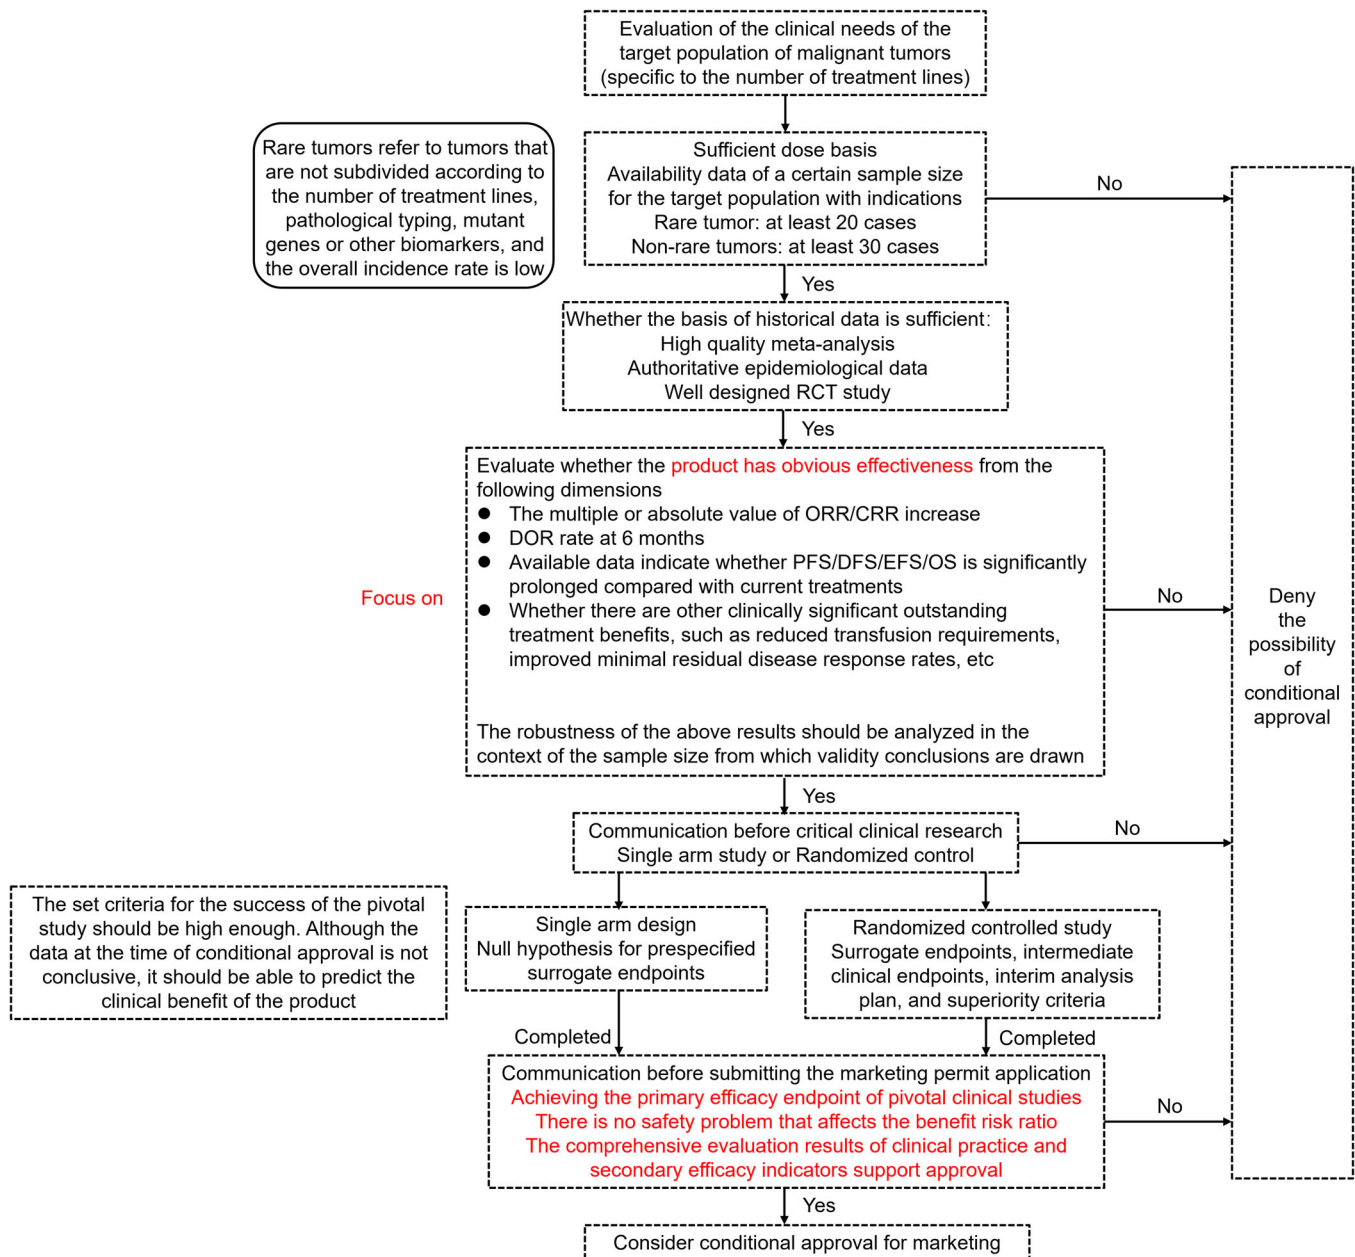 Evaluation of the clinical needs of the
target population of malignant tumors
(specific to the number of treatment lines)
Rare tumors refer to tumors that
are not subdivided according to
the number of treatment lines,
pathological typing, mutant
genes or other biomarkers, and
the overall incidence rate is low
Sufficient dose basis
Availability data of a certain sample size
for the target population with indications
Rare tumor: at least 20 cases
Non-rare tumors: at least 30 cases
No
Yes
Whether the basis of historical data is sufficient:
High quality meta-analysis
Authoritative epidemiological data
Well designed RCT study
Yes
Focus on
Evaluate whether the product has obvious effectiveness from the
following dimensions
● The multiple or absolute value of ORR/CRR increase
● DOR rate at 6 months
● Available data indicate whether PFS/DFS/EFS/OS is significantly
prolonged compared with current treatments
● Whether there are other clinically significant outstanding
treatment benefits, such as reduced transfusion requirements,
improved minimal residual disease response rates, etc
The robustness of the above results should be analyzed in the
context of the sample size from which validity conclusions are drawn
No
Deny
the
possibility
of
conditional
approval
Yes
Communication before critical clinical research
Single arm study or Randomized control
No
The set criteria for the success of the pivotal
study should be high enough. Although the
data at the time of conditional approval is not
conclusive, it should be able to predict the
clinical benefit of the product
Single arm design
Null hypothesis for prespecified
surrogate endpoints
Randomized controlled study
Surrogate endpoints, intermediate
clinical endpoints, interim analysis
plan, and superiority criteria
Completed
Completed
Communication before submitting the marketing permit application
Achieving the primary efficacy endpoint of pivotal clinical studies
There is no safety problem that affects the benefit risk ratio
The comprehensive evaluation results of clinical practice and
secondary efficacy indicators support approval
No
Yes
Consider conditional approval for marketing